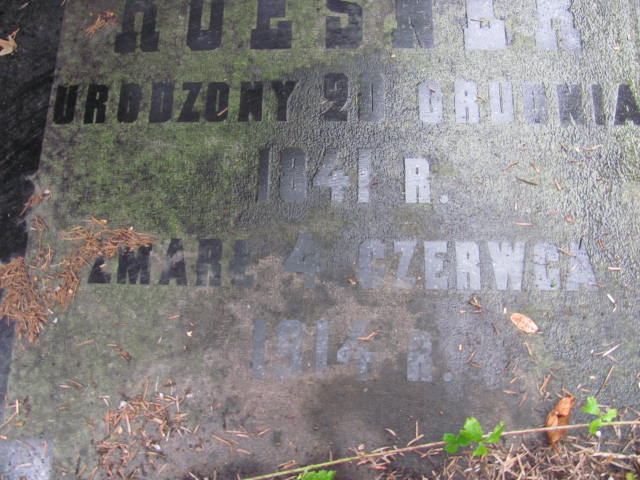 URODZONY 20 GRUDNIA
1841 R.
ZMARŁ 4 CZERWCA
1914 R.